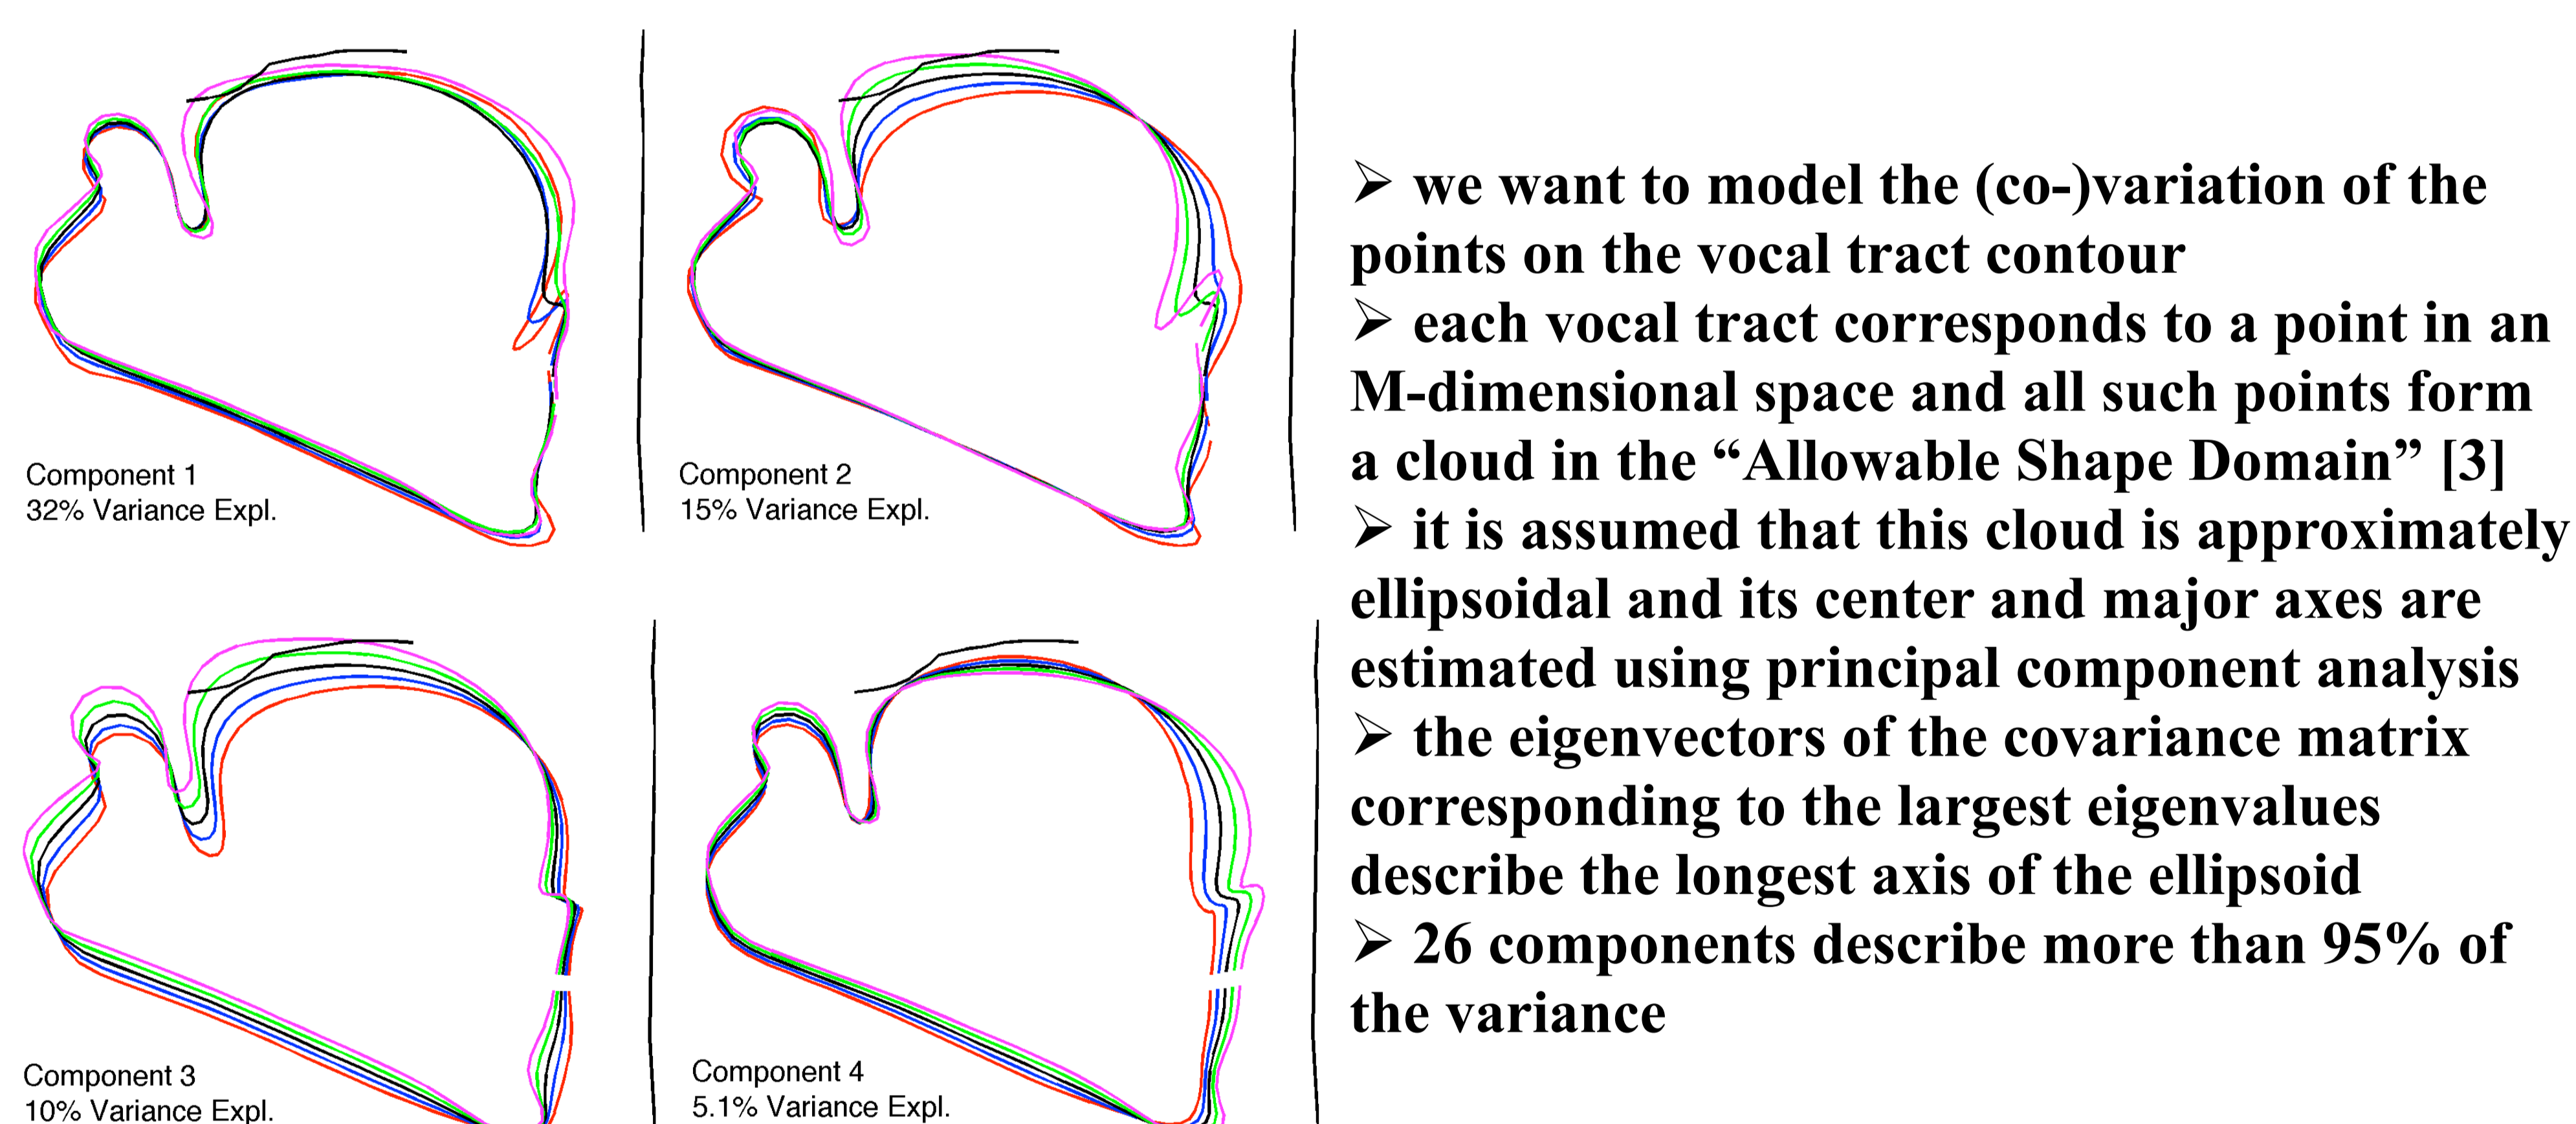 Component 1
32% Variance Expl.
Component 2
15% Variance Expl.
Component 3
10% Variance Expl.
Component 4
5.1% Variance Expl.
➢ we want to model the (co-)variation of the
points on the vocal tract contour
➢ each vocal tract corresponds to a point in an
M-dimensional space and all such points form
a cloud in the “Allowable Shape Domain” [3]
➢ it is assumed that this cloud is approximately
ellipsoidal and its center and major axes are
estimated using principal component analysis
➢ the eigenvectors of the covariance matrix
corresponding to the largest eigenvalues
describe the longest axis of the ellipsoid
➢ 26 components describe more than 95% of
the variance